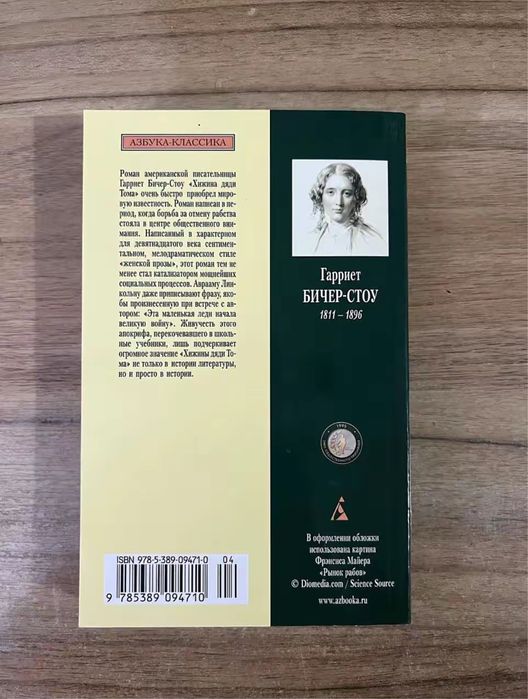 АЗБУКА-КЛАССИКА
Роман американской писательницы
Гарриет Бичер-Стоу «Хижина дяди
Тома» очень быстро приобрел миро-
вую известность. Роман написан в пе-
риод, когда борьба за отмену рабства
стояла в центре общественного вни-
мания. Написанный в характерном
для девятнадцатого века сентимен-
тальном, мелодраматическом стиле
«женской прозы», этот роман тем не
менее стал катализатором мощнейших
социальных процессов. Аврааму Лин-
кольну даже приписывают фразу, яко-
бы произнесенную при встрече с ав-
тором: «Эта маленькая леди начала
великую войну». Живучесть этого
апокрифа, перекочевавшего в школь-
ные учебники, лишь подчеркивает
огромное значение «Хижины дяди То-
ма» не только в истории литературы,
но и просто в истории.
ISBN 978-5-389-09471-0
04
9 785389 094710
Гарриет
БИЧЕР-СТОУ
1811 – 1896
1995
В оформлении обложки
использована картина
Фрэнсиса Майера
«Рынок рабов»
© Diomedia.com / Science Source
www.azbooka.ru